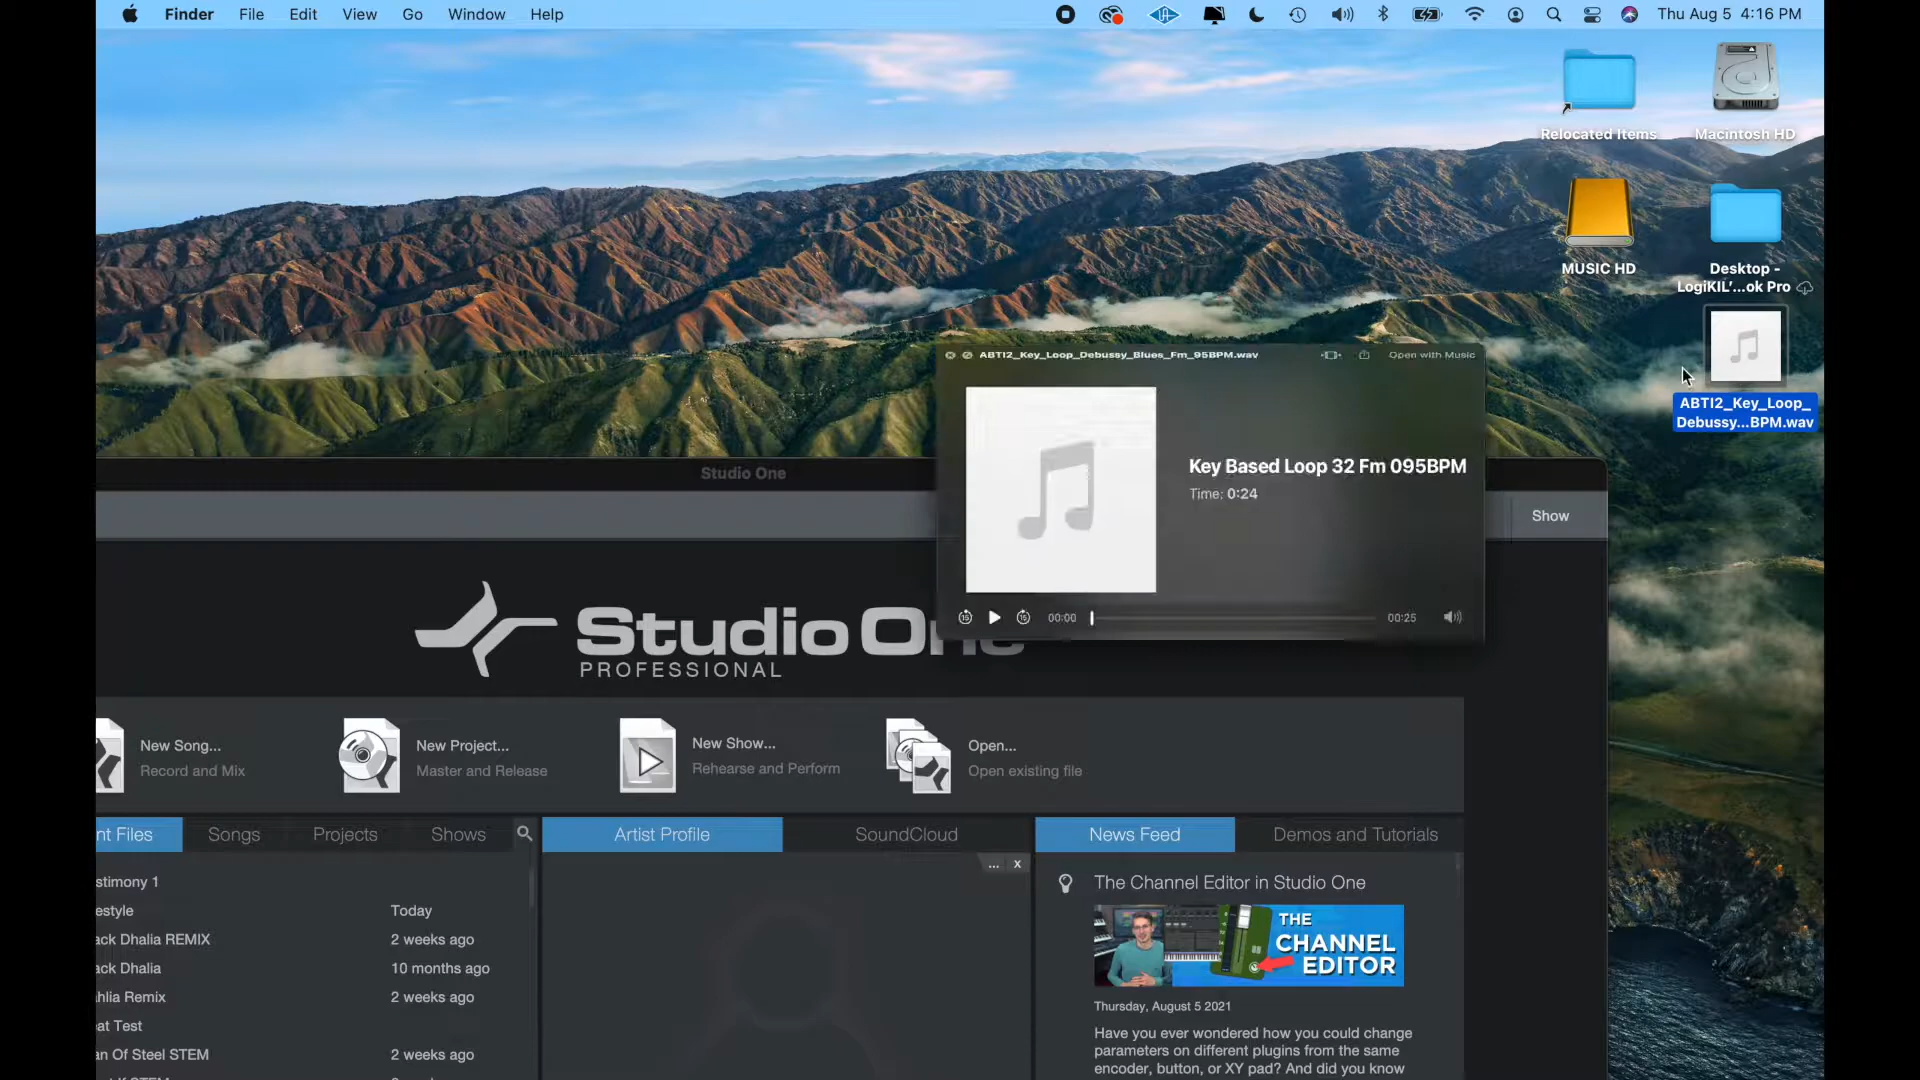 Finder File Edit View Go Window Help
Thu Aug 5 4:16 PM
Relocated Items
Macintosh HD
MUSIC HD
Desktop -
LogiKIL'...ok Pro
ABTI2_Key_Loop_
Debussy...BPM.wav
ABTI2_Key_Loop_Debussy_Blues_Fm_95BPM.wav
Open with Music
Key Based Loop 32 Fm 095BPM
Time: 0:24
15
15
00:00
00:25
Studio One
Show
Studio One
PROFESSIONAL
New Song...
Record and Mix
New Project...
Master and Release
New Show...
Rehearse and Perform
Open...
Open existing file
nt Files
Songs
Projects
Shows
Artist Profile
SoundCloud
... x
News Feed
Demos and Tutorials
stimony 1
estyle Today
ack Dhalia REMIX 2 weeks ago
ack Dhalia 10 months ago
ahlia Remix 2 weeks ago
eat Test
an Of Steel STEM 2 weeks ago
The Channel Editor in Studio One
THE
CHANNEL
EDITOR
Thursday, August 5 2021
Have you ever wondered how you could change
parameters on different plugins from the same
encoder, button, or XY pad? And did you know